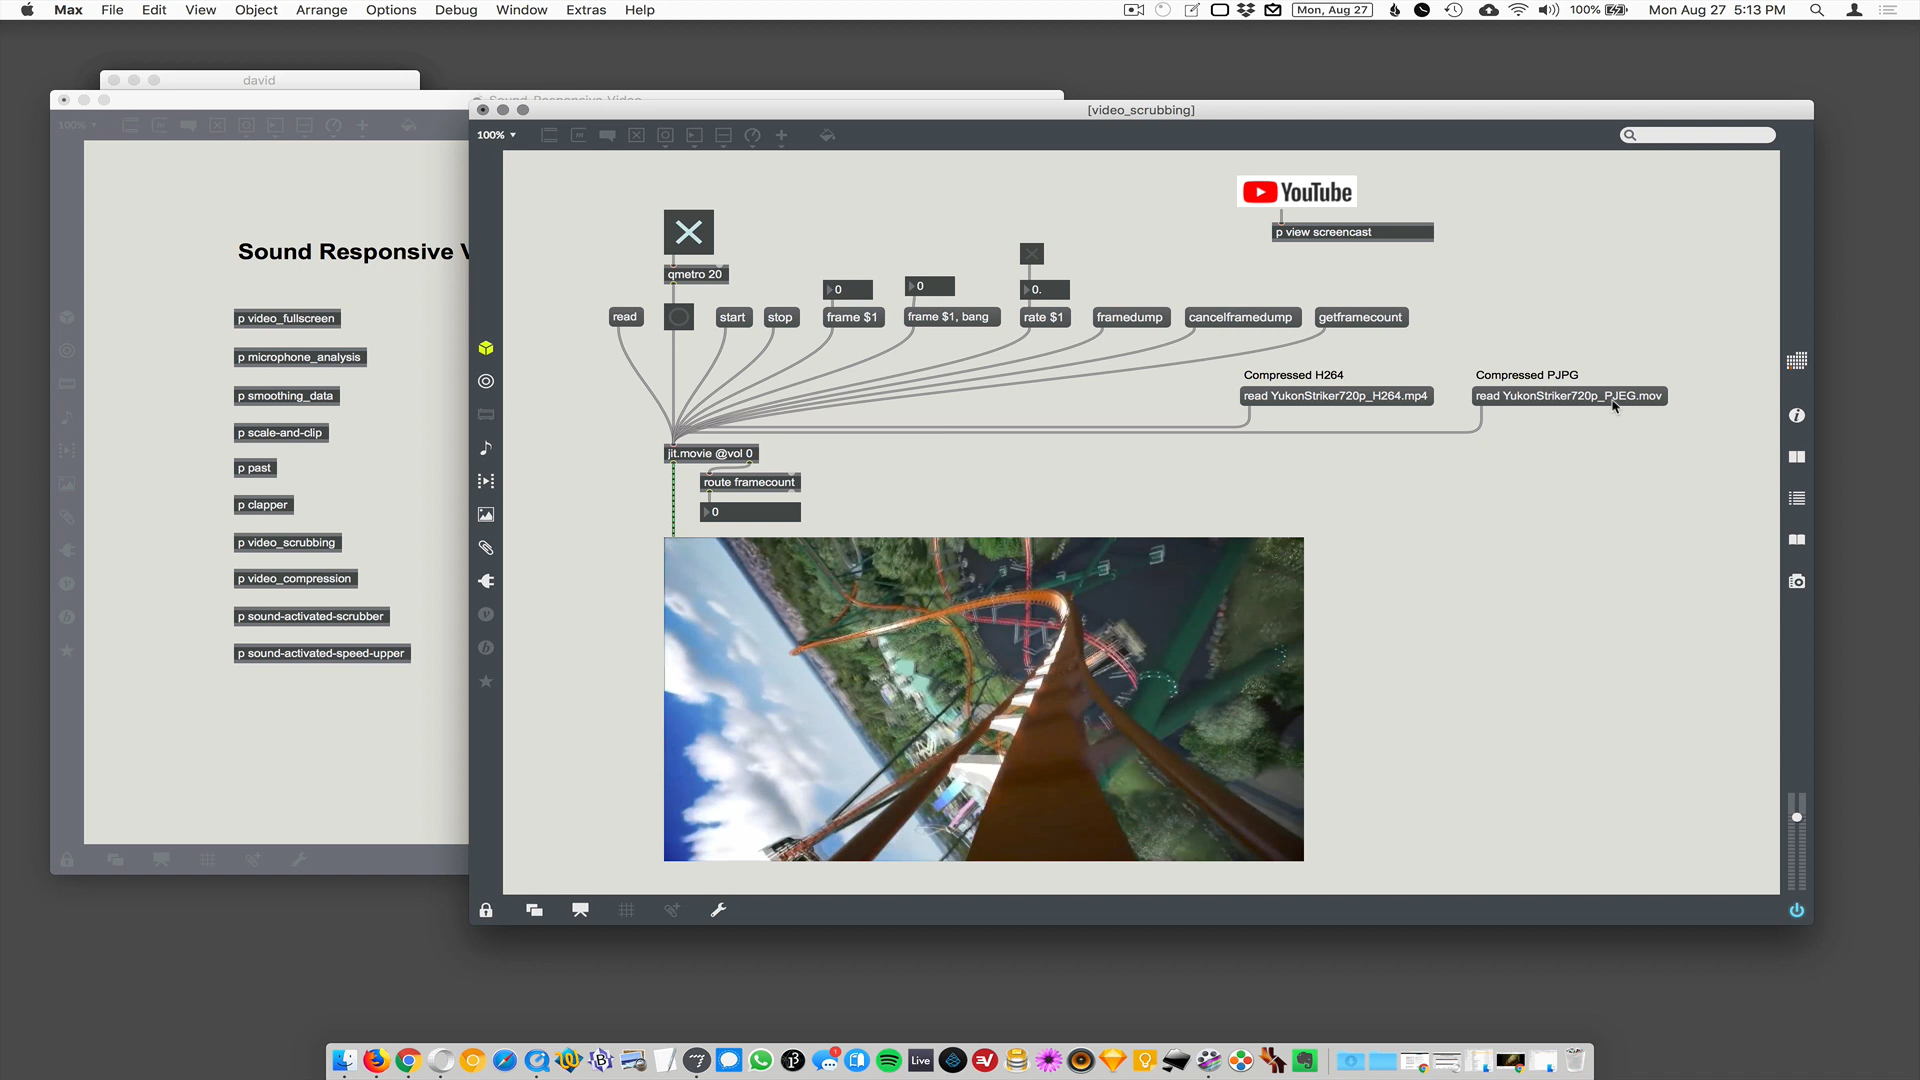 Max File Edit View Object Arrange Options Debug Window Extras Help
Mon, Aug 27
100%
Mon Aug 27 5:13 PM
david
Sound Responsive Video
[video_scrubbing]
100%
100%
YouTube
p view screencast
Sound Responsive V
qmetro 20
0
0
0.
read
start
stop
frame $1
frame $1, bang
rate $1
framedump
cancelframedump
getframecount
p video_fullscreen
p microphone_analysis
p smoothing_data
p scale-and-clip
p past
p clapper
p video_scrubbing
p video_compression
p sound-activated-scrubber
p sound-activated-speed-upper
Compressed H264
Compressed PJPG
read YukonStriker720p_H264.mp4
read YukonStriker720p_PJEG.mov
jit.movie @vol 0
route framecount
0
Live